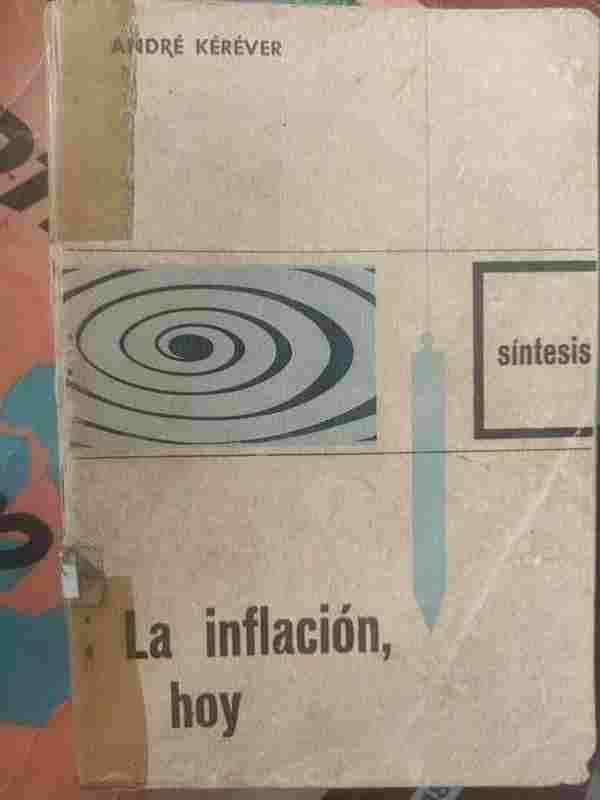 ANDRÉ KÉRÉVER
síntesis
La inflación,
hoy